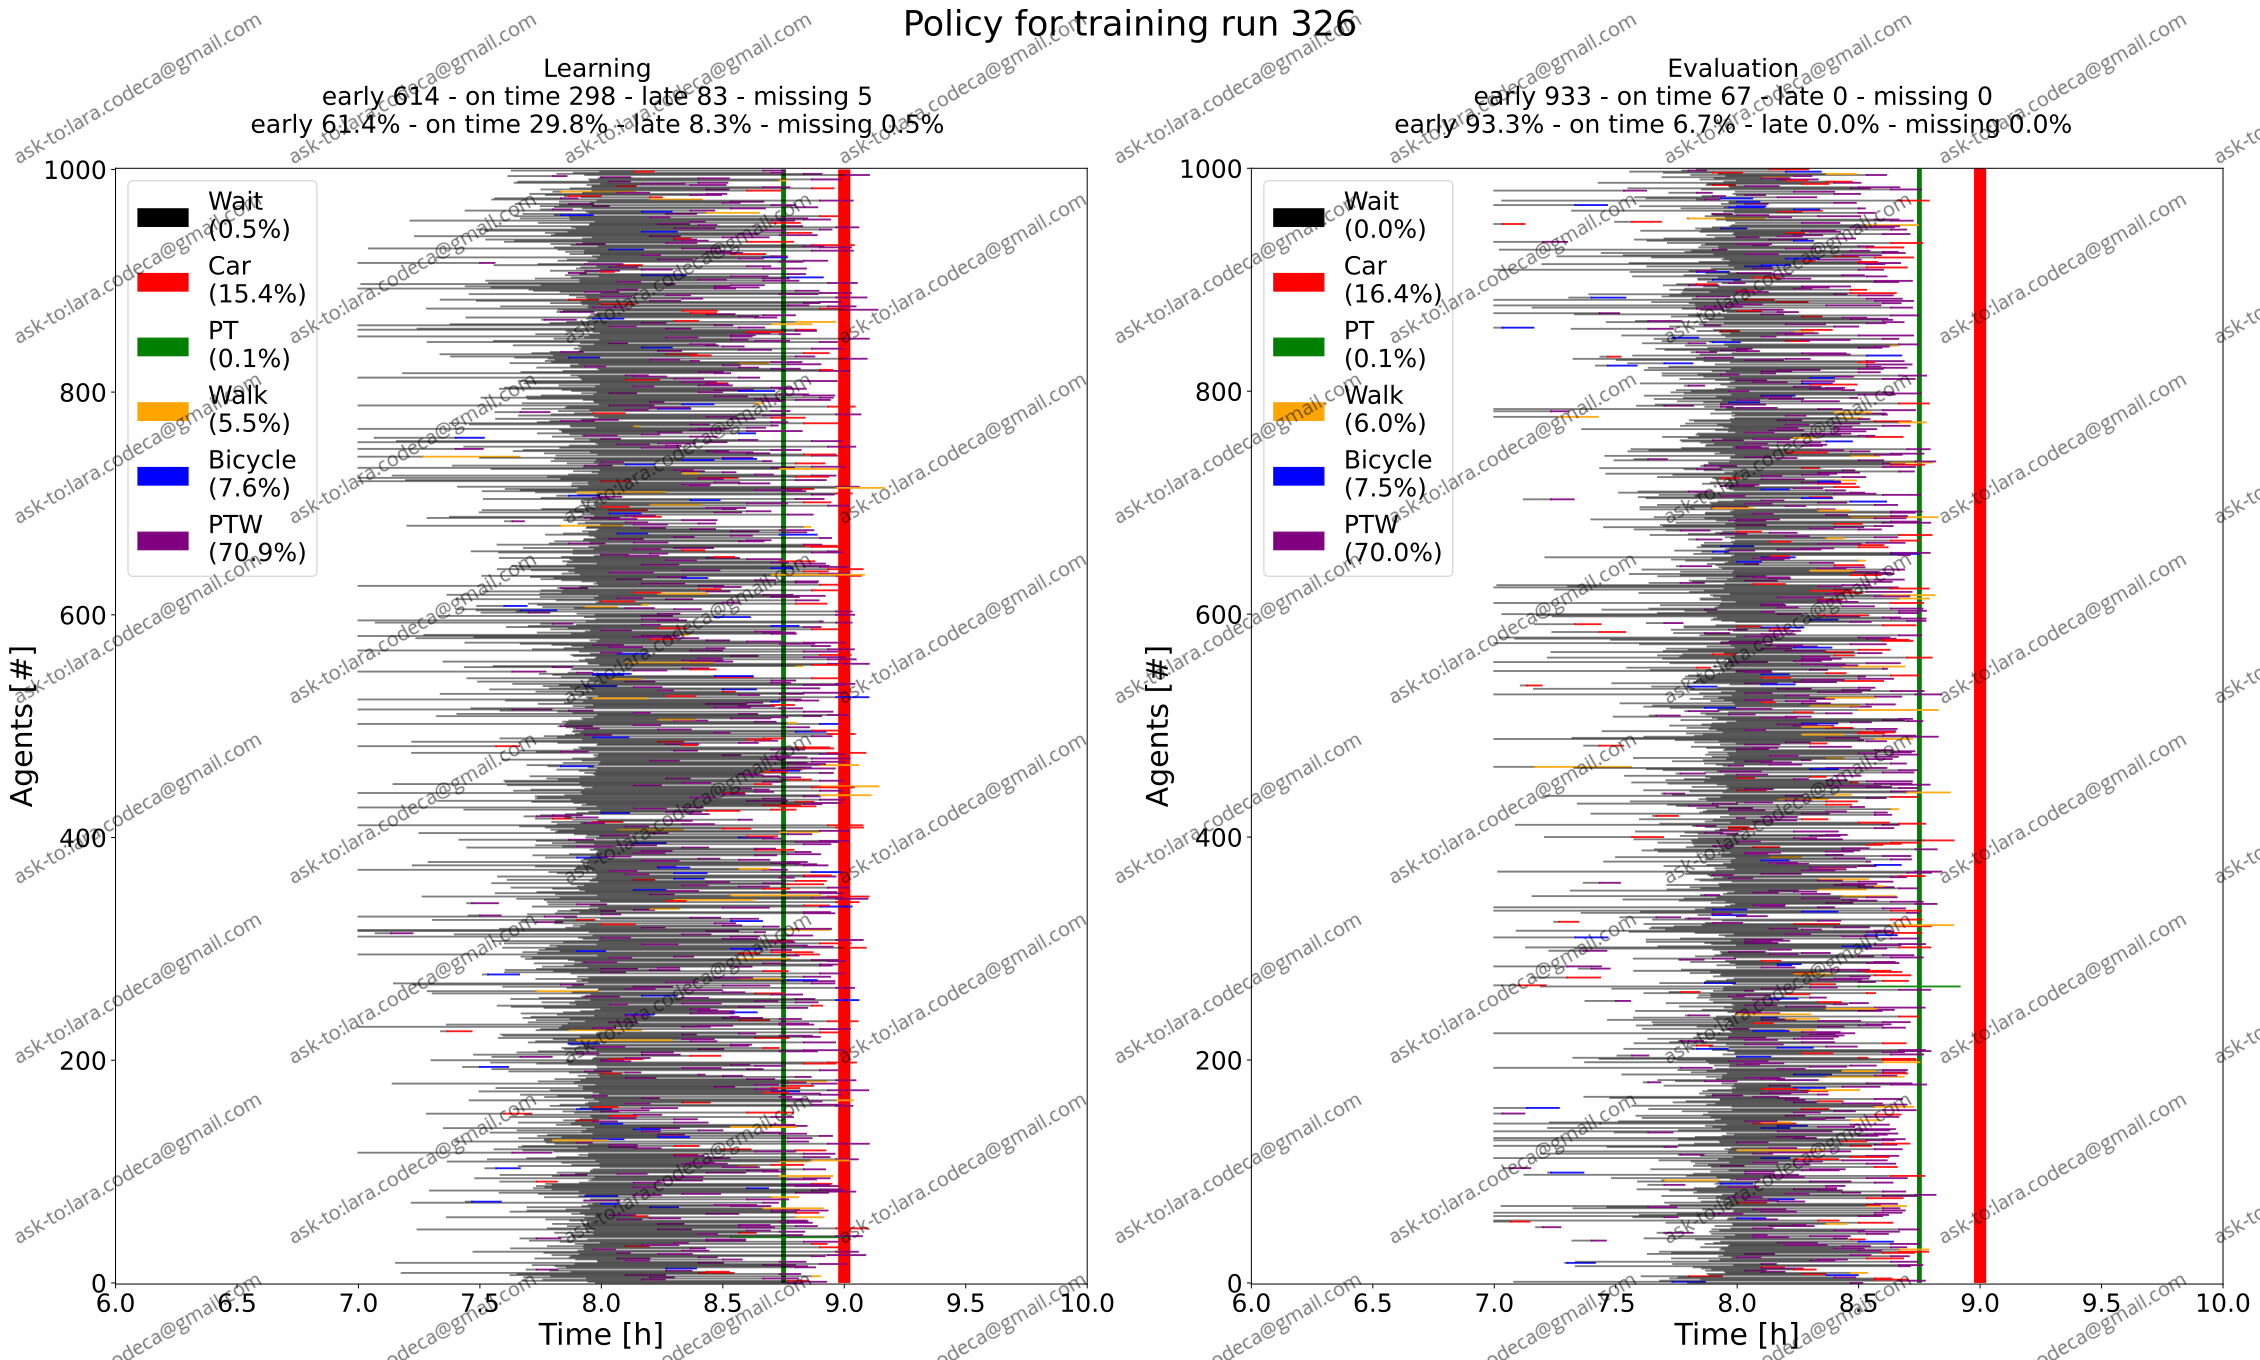 Policy for training run 326
Learning
early 614 - on time 298 - late 83 - missing 5
early 61.4% - on time 29.8% - late 8.3% - missing 0.5%
Agents [#]
1000
800
600
400
200
0
Wait
(0.5%)
Car
(15.4%)
PT
(0.1%)
Walk
(5.5%)
Bicycle
(7.6%)
PTW
(70.9%)
6.0 6.5 7.0 7.5 8.0 8.5 9.0 9.5 10.0
Time [h]
Evaluation
early 933 - on time 67 - late 0 - missing 0
early 93.3% - on time 6.7% - late 0.0% - missing 0.0%
Agents [#]
1000
800
600
400
200
0
Wait
(0.0%)
Car
(16.4%)
PT
(0.1%)
Walk
(6.0%)
Bicycle
(7.5%)
PTW
(70.0%)
6.0 6.5 7.0 7.5 8.0 8.5 9.0 9.5 10.0
Time [h]
ask-to:lara.codeca@gmail.com